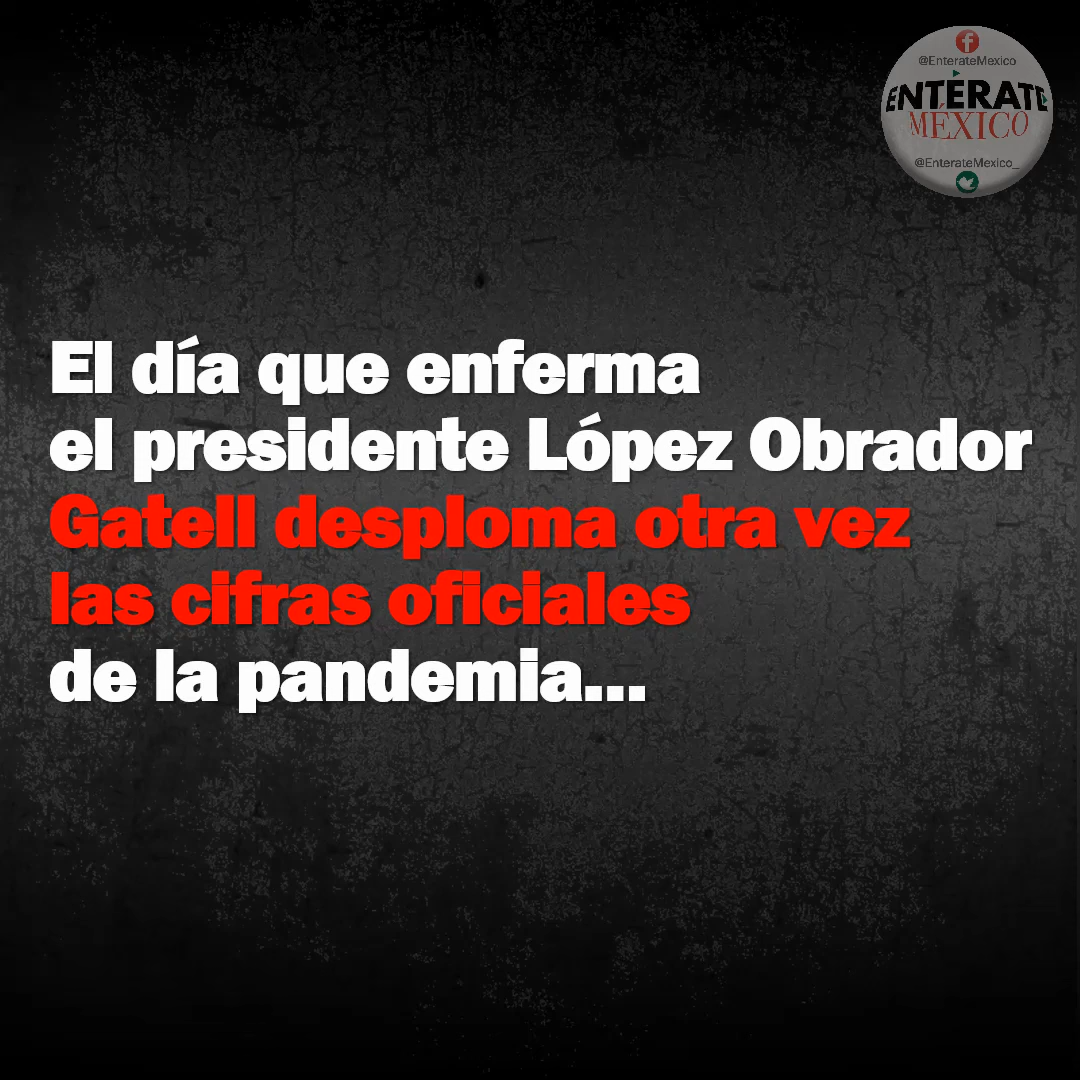 @EnterateMexico
ENTÉRATE
MÉXICO
@EnterateMexico_
El día que enferma
el presidente López Obrador
Gatell desploma otra vez
las cifras oficiales
de la pandemia...